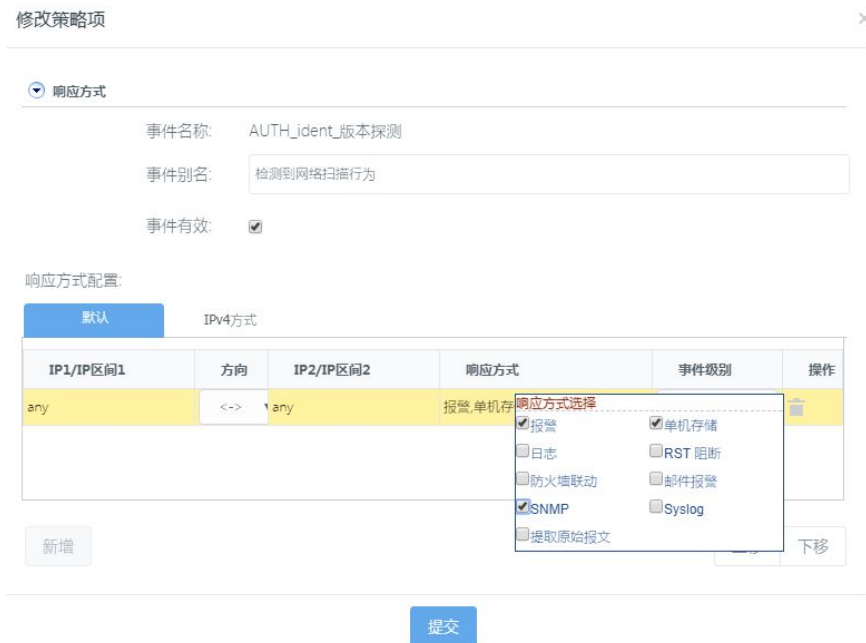 修改策略项
响应方式
事件名称: AUTH_ident_版本探测
事件别名: 检测到网络扫描行为
事件有效:
响应方式配置:
默认 IPv4方式
IP1/IP区间1 方向 IP2/IP区间2 响应方式 事件级别 操作
any <-> any 报警,单机存
响应方式选择
报警 单机存储
日志 RST 阻断
防火墙联动 邮件报警
SNMP Syslog
提取原始报文
新增 下移
提交